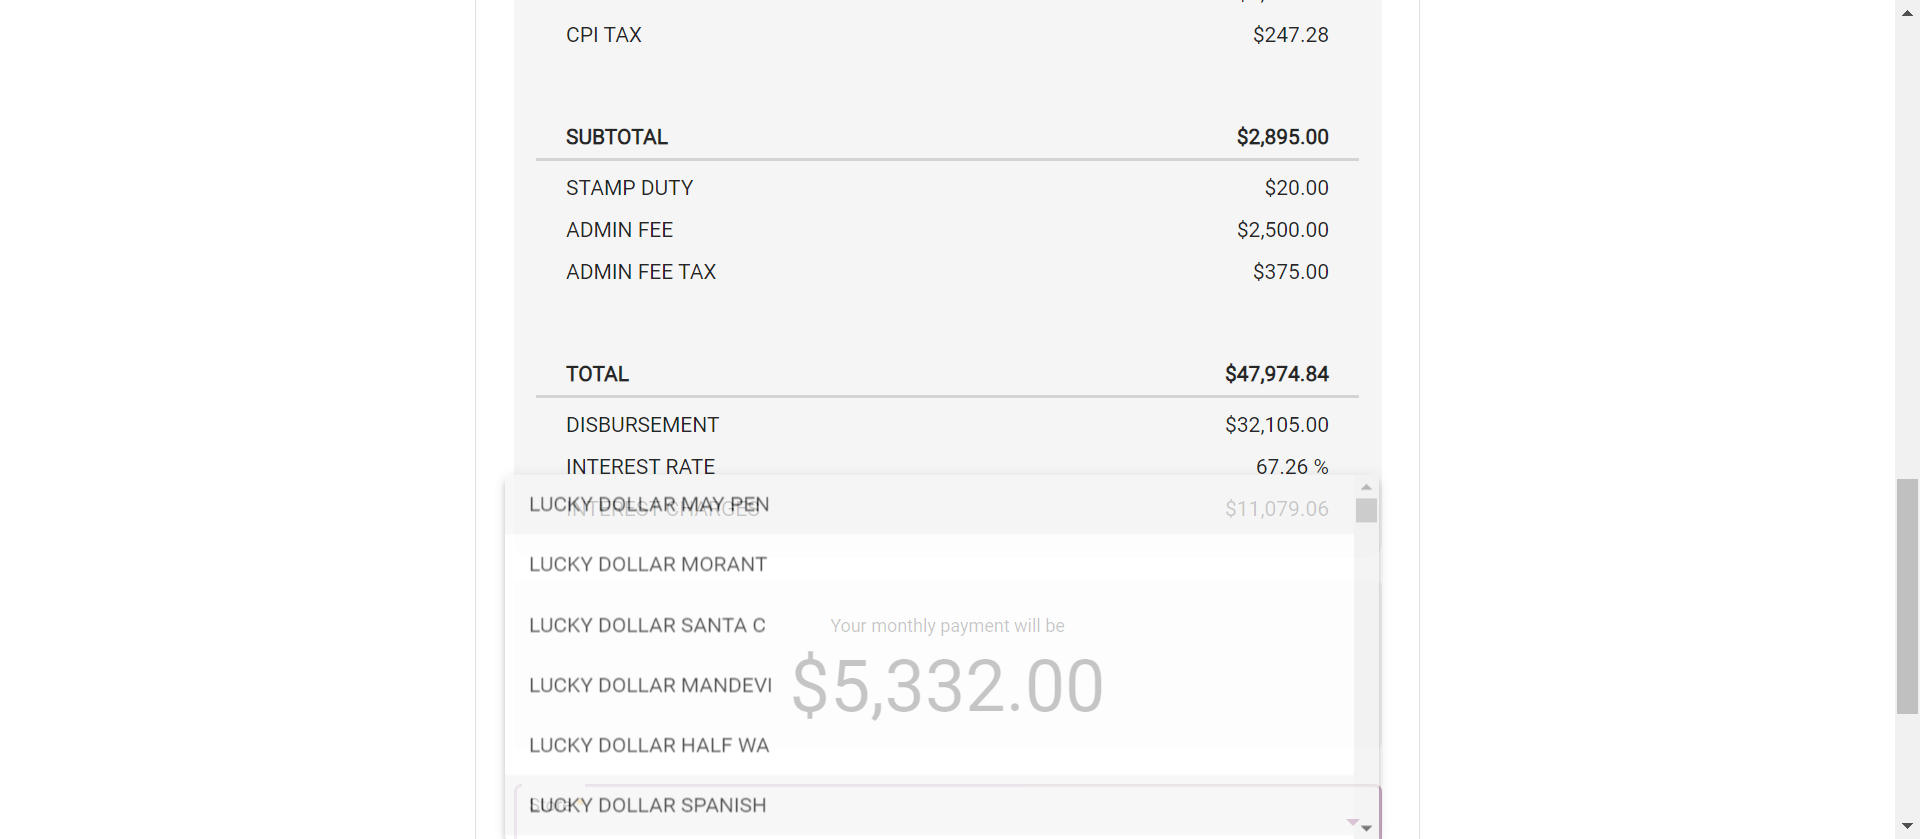 CPI TAX $247.28
SUBTOTAL $2,895.00
STAMP DUTY $20.00
ADMIN FEE $2,500.00
ADMIN FEE TAX $375.00
TOTAL $47,974.84
DISBURSEMENT $32,105.00
INTEREST RATE 67.26 %
LUCKY DOLLAR MAY PEN
INTEREST CHARGES $11,079.06
LUCKY DOLLAR MORANT
LUCKY DOLLAR SANTA C
Your monthly payment will be
LUCKY DOLLAR MANDEVI
$5,332.00
LUCKY DOLLAR HALF WA
LUCKY DOLLAR SPANISH